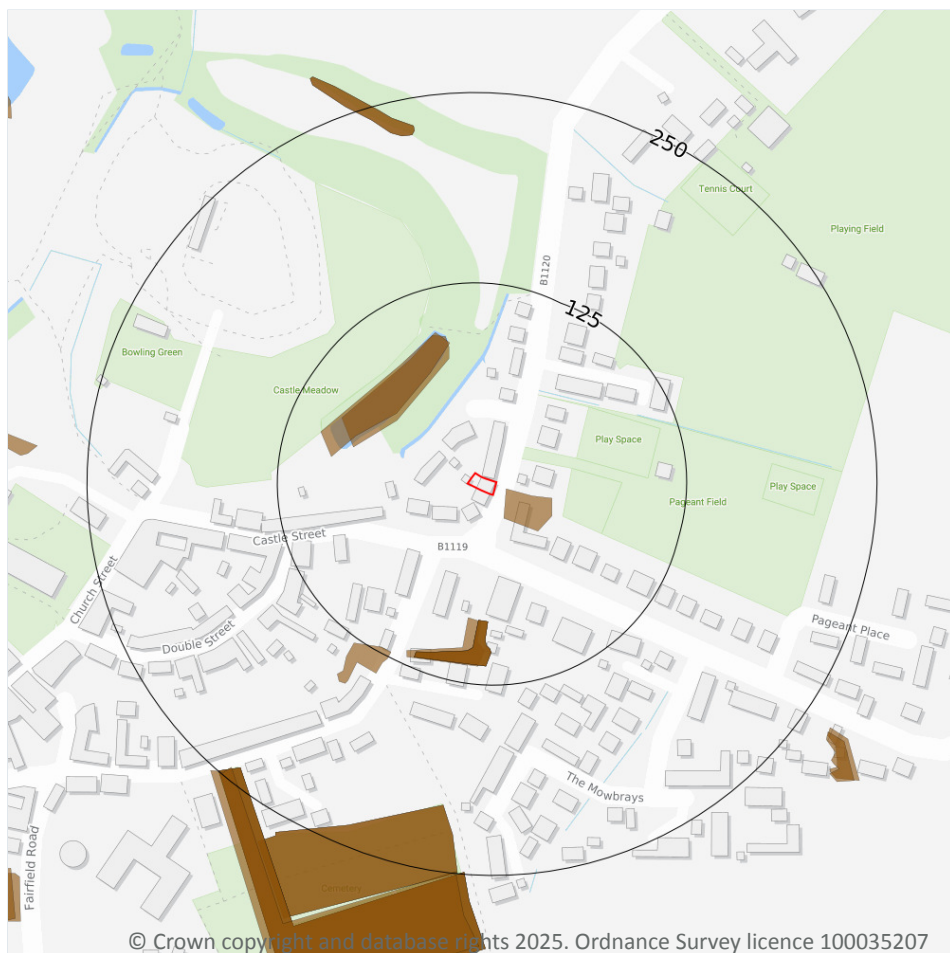 250
Tennis Court
Playing Field
B1120
125
Bowling Green
Castle Meadow
Play Space
Play Space
Pageant Field
Castle Street
B1119
Church Street
Double Street
Pageant Place
The Mowbrays
Fairfield Road
Cemetery
© Crown copyright and database rights 2025. Ordnance Survey licence 100035207